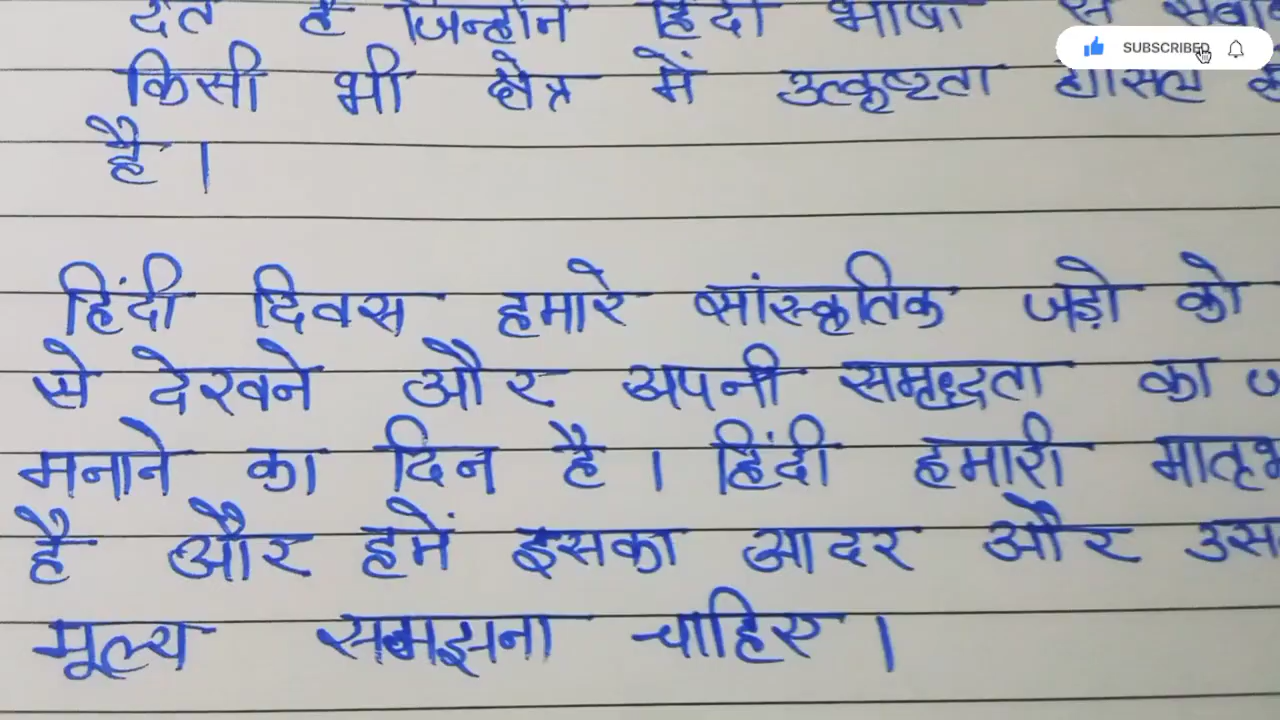 है जिन्होंने हिंदी भाषा से
SUBSCRIBED
किसी भी क्षेत्र में उत्कृष्टता हासिल
है।
हिंदी दिवस हमारे सांस्कृतिक जड़ो को
से देखने और अपनी समृद्धता का
मनाने का दिन है। हिंदी हमारी
है और हमें इसका आदर और
मूल्य समझना चाहिए।